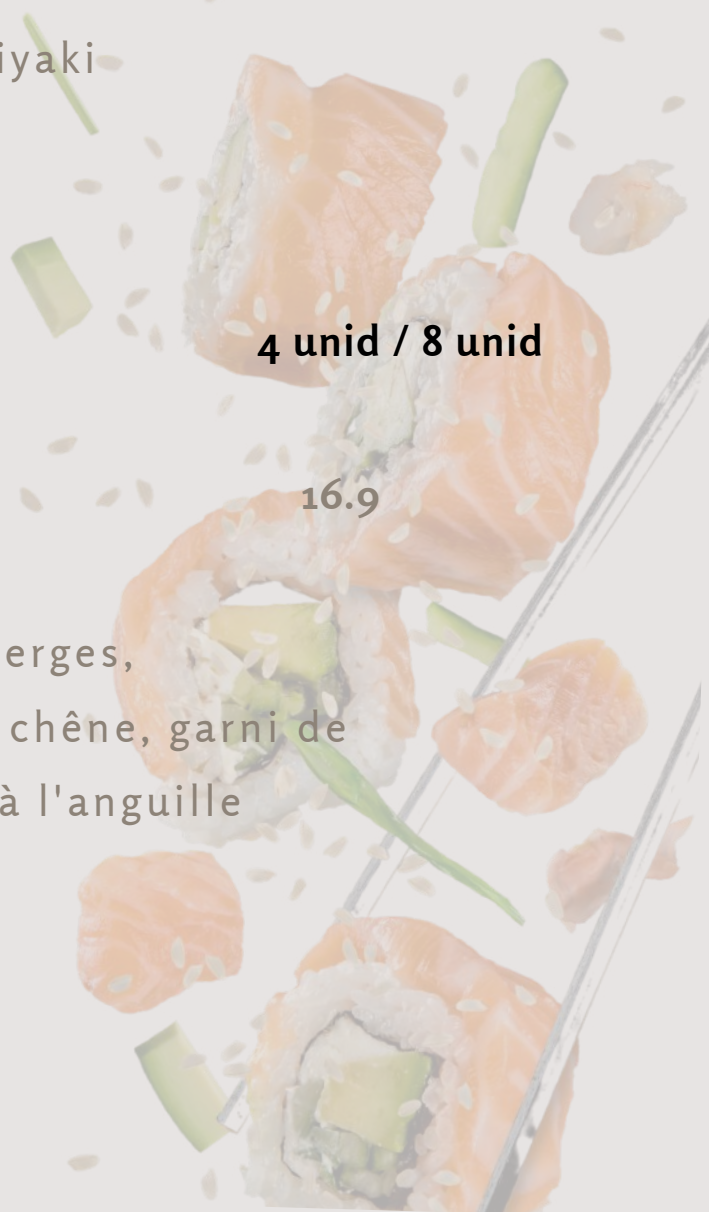 iyaki
4 unid / 8 unid
16.9
erges,
chêne, garni de
à l'anguille